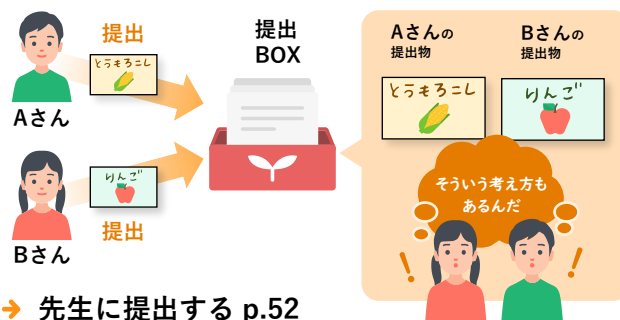 提出
とうもろこし
Aさん
りんご
提出
Bさん
提出
BOX
Aさんの
提出物
とうもろこし
Bさんの
提出物
りんご
そういう考え方も
あるんだ
先生に提出する p.52